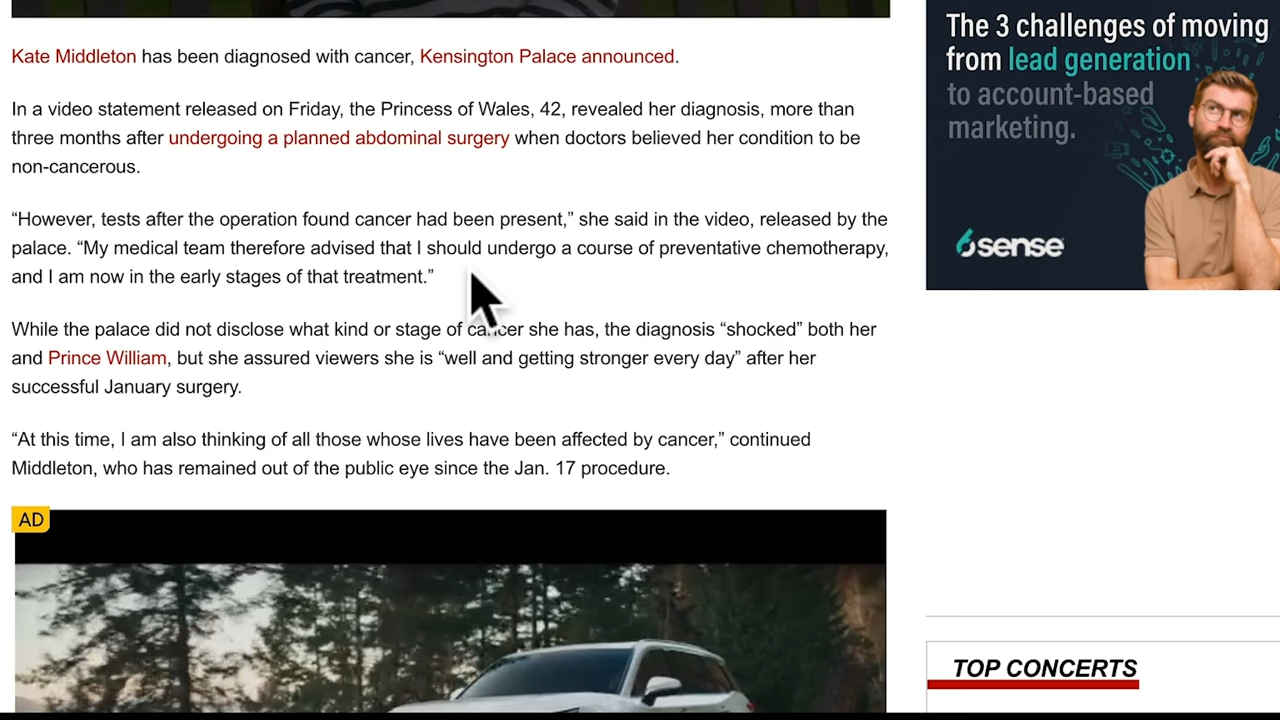 Kate Middleton has been diagnosed with cancer, Kensington Palace announced.
In a video statement released on Friday, the Princess of Wales, 42, revealed her diagnosis, more than
three months after undergoing a planned abdominal surgery when doctors believed her condition to be
non-cancerous.
“However, tests after the operation found cancer had been present,” she said in the video, released by the
palace. “My medical team therefore advised that I should undergo a course of preventative chemotherapy,
and I am now in the early stages of that treatment.”
While the palace did not disclose what kind or stage of cancer she has, the diagnosis “shocked” both her
and Prince William, but she assured viewers she is “well and getting stronger every day” after her
successful January surgery.
“At this time, I am also thinking of all those whose lives have been affected by cancer,” continued
Middleton, who has remained out of the public eye since the Jan. 17 procedure.
AD
The 3 challenges of moving
from lead generation
to account-based
marketing.
6sense
TOP CONCERTS